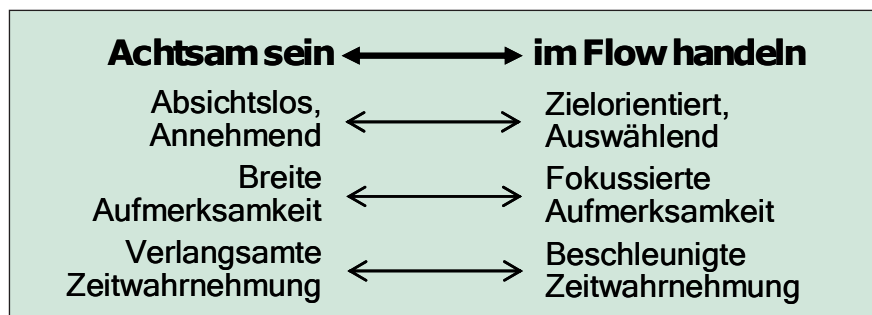 Achtsam sein im Flow handeln
Absichtslos, Zielorientiert,
Annehmend Auswählend
Breite Fokussierte
Aufmerksamkeit Aufmerksamkeit
Verlangsamte Beschleunigte
Zeitwahrnehmung Zeitwahrnehmung